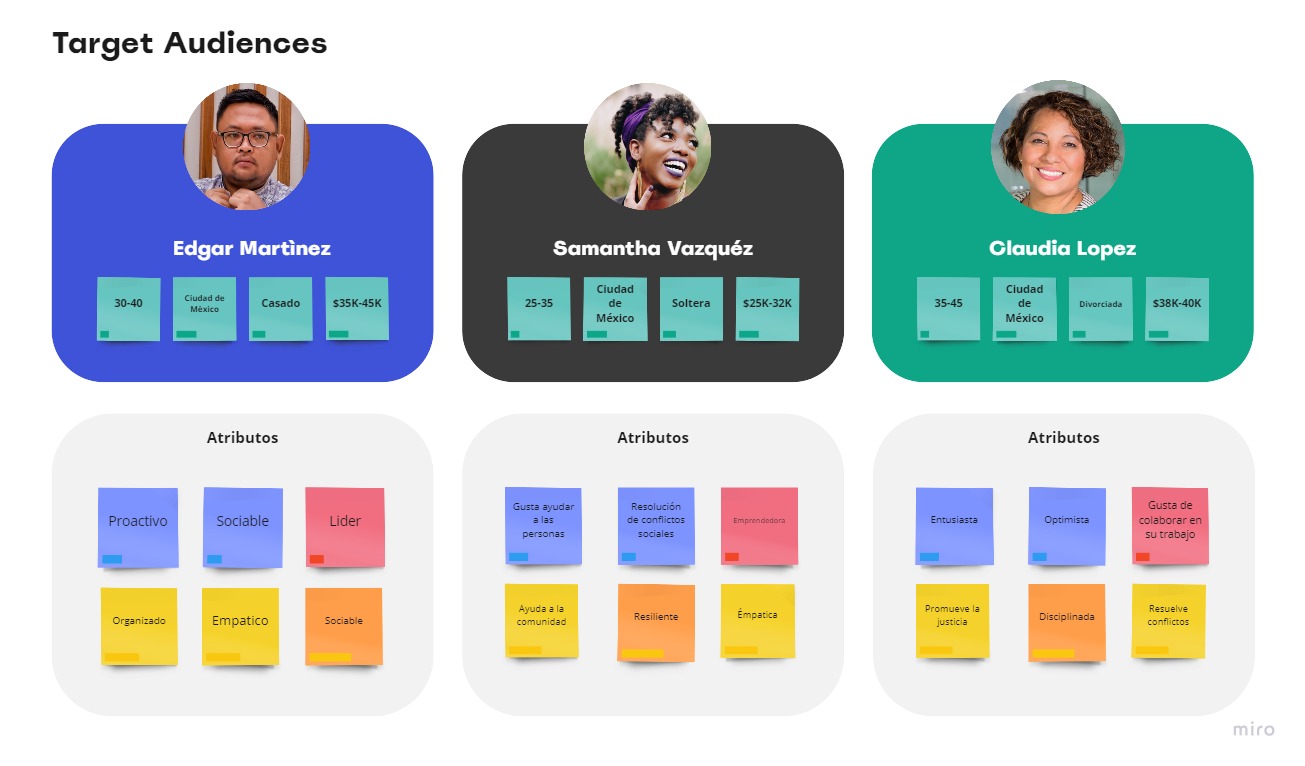 Target Audiences
Edgar Martìnez
30-40
Ciudad de
Mèxico
Casado
$35K-45K
Samantha Vazquéz
25-35
Ciudad
de
México
Soltera
$25K-32K
Claudia Lopez
35-45
Ciudad
de
México
Divorciada
$38K-40K
Atributos
Proactivo
Sociable
Lider
Organizado
Empatico
Sociable
Atributos
Gusta ayudar
a las
personas
Resolución
de conflictos
sociales
Emprendedora
Ayuda a la
comunidad
Resiliente
Émpatica
Atributos
Entusiasta
Optimista
Gusta de
colaborar en
su trabajo
Promueve la
justicia
Disciplinada
Resuelve
conflictos
miro